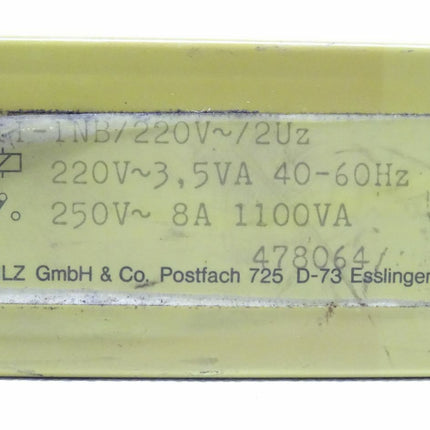 -1NB/220V~/2Uz
220V~3,5VA 40-60Hz
250V~ 8A 1100VA
478064/
LZ GmbH & Co. Postfach 725 D-73 Esslingen